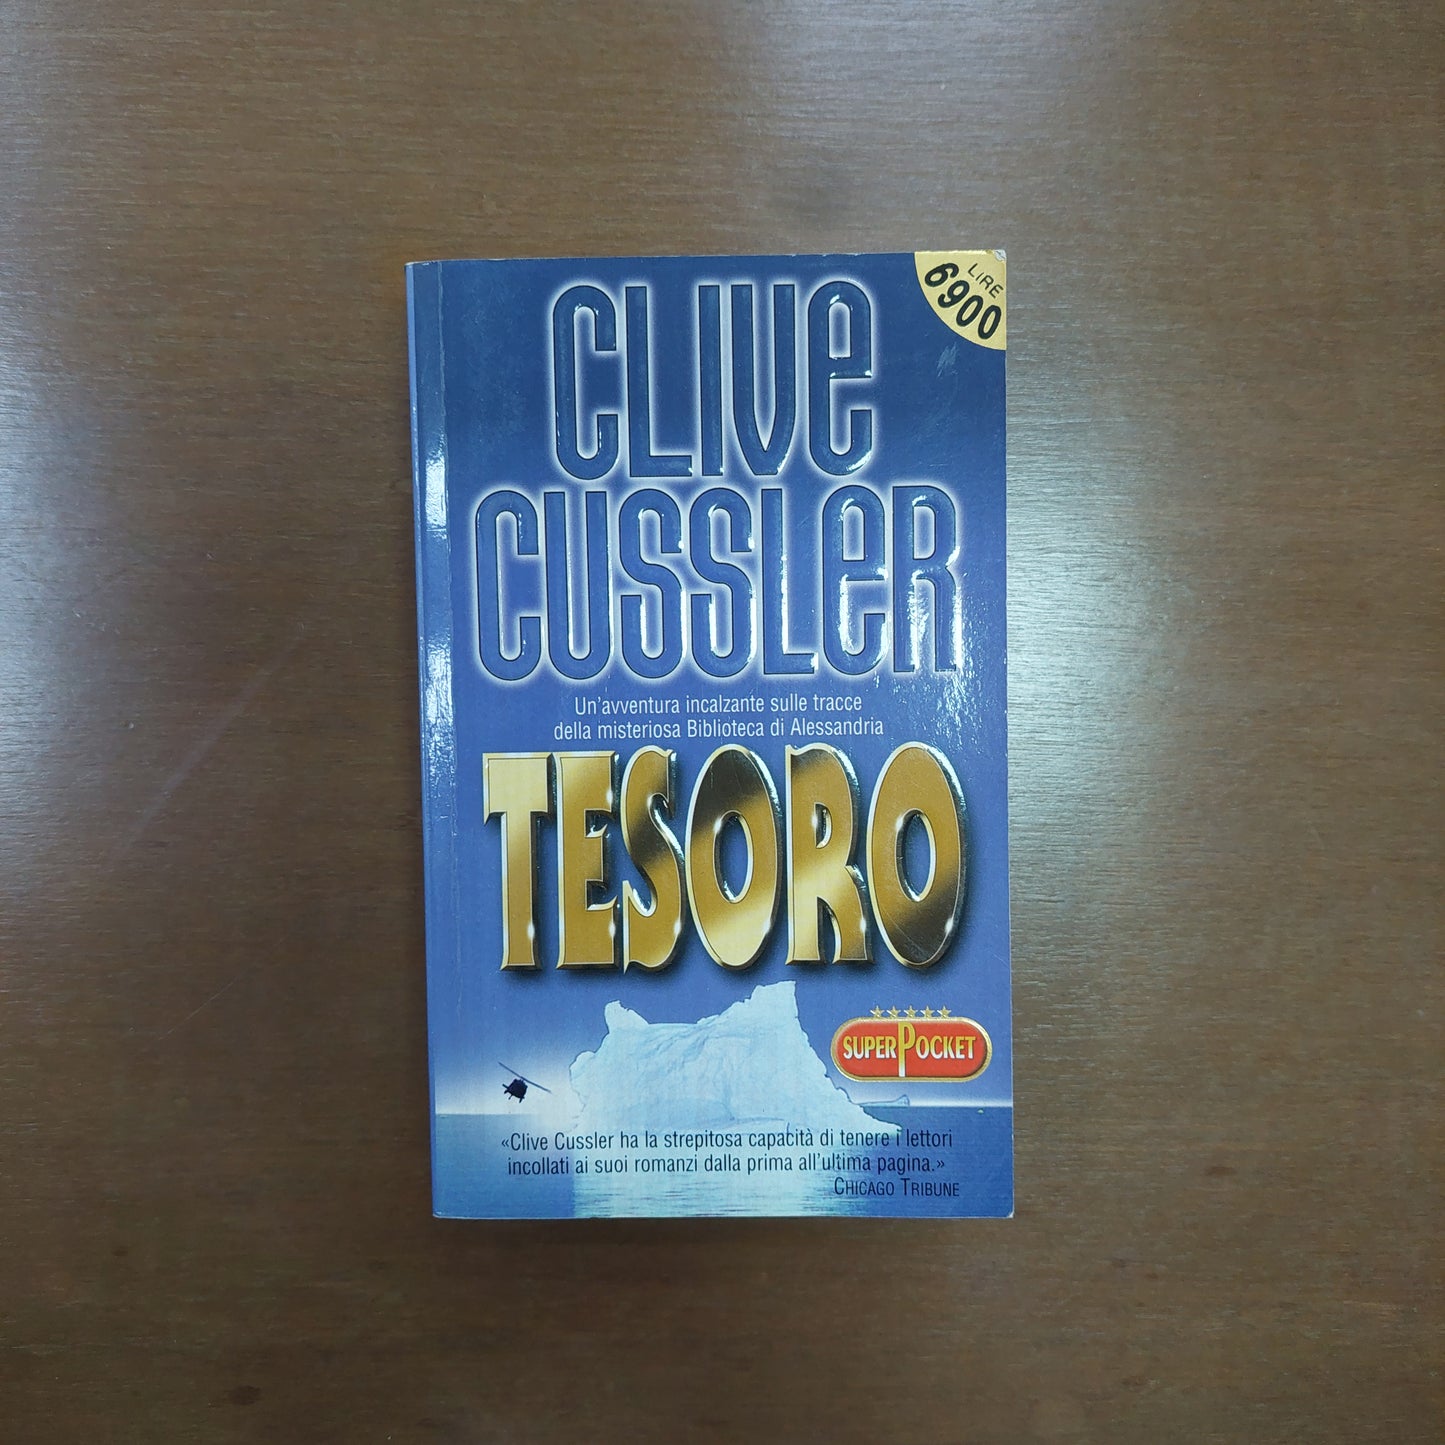 LIRE
6900
CLIVE
CUSSLER
Un'avventura incalzante sulle tracce
della misteriosa Biblioteca di Alessandria
TESORO
SUPERPOCKET
«Clive Cussler ha la strepitosa capacità di tenere i lettori
incollati ai suoi romanzi dalla prima all'ultima pagina.»
CHICAGO TRIBUNE